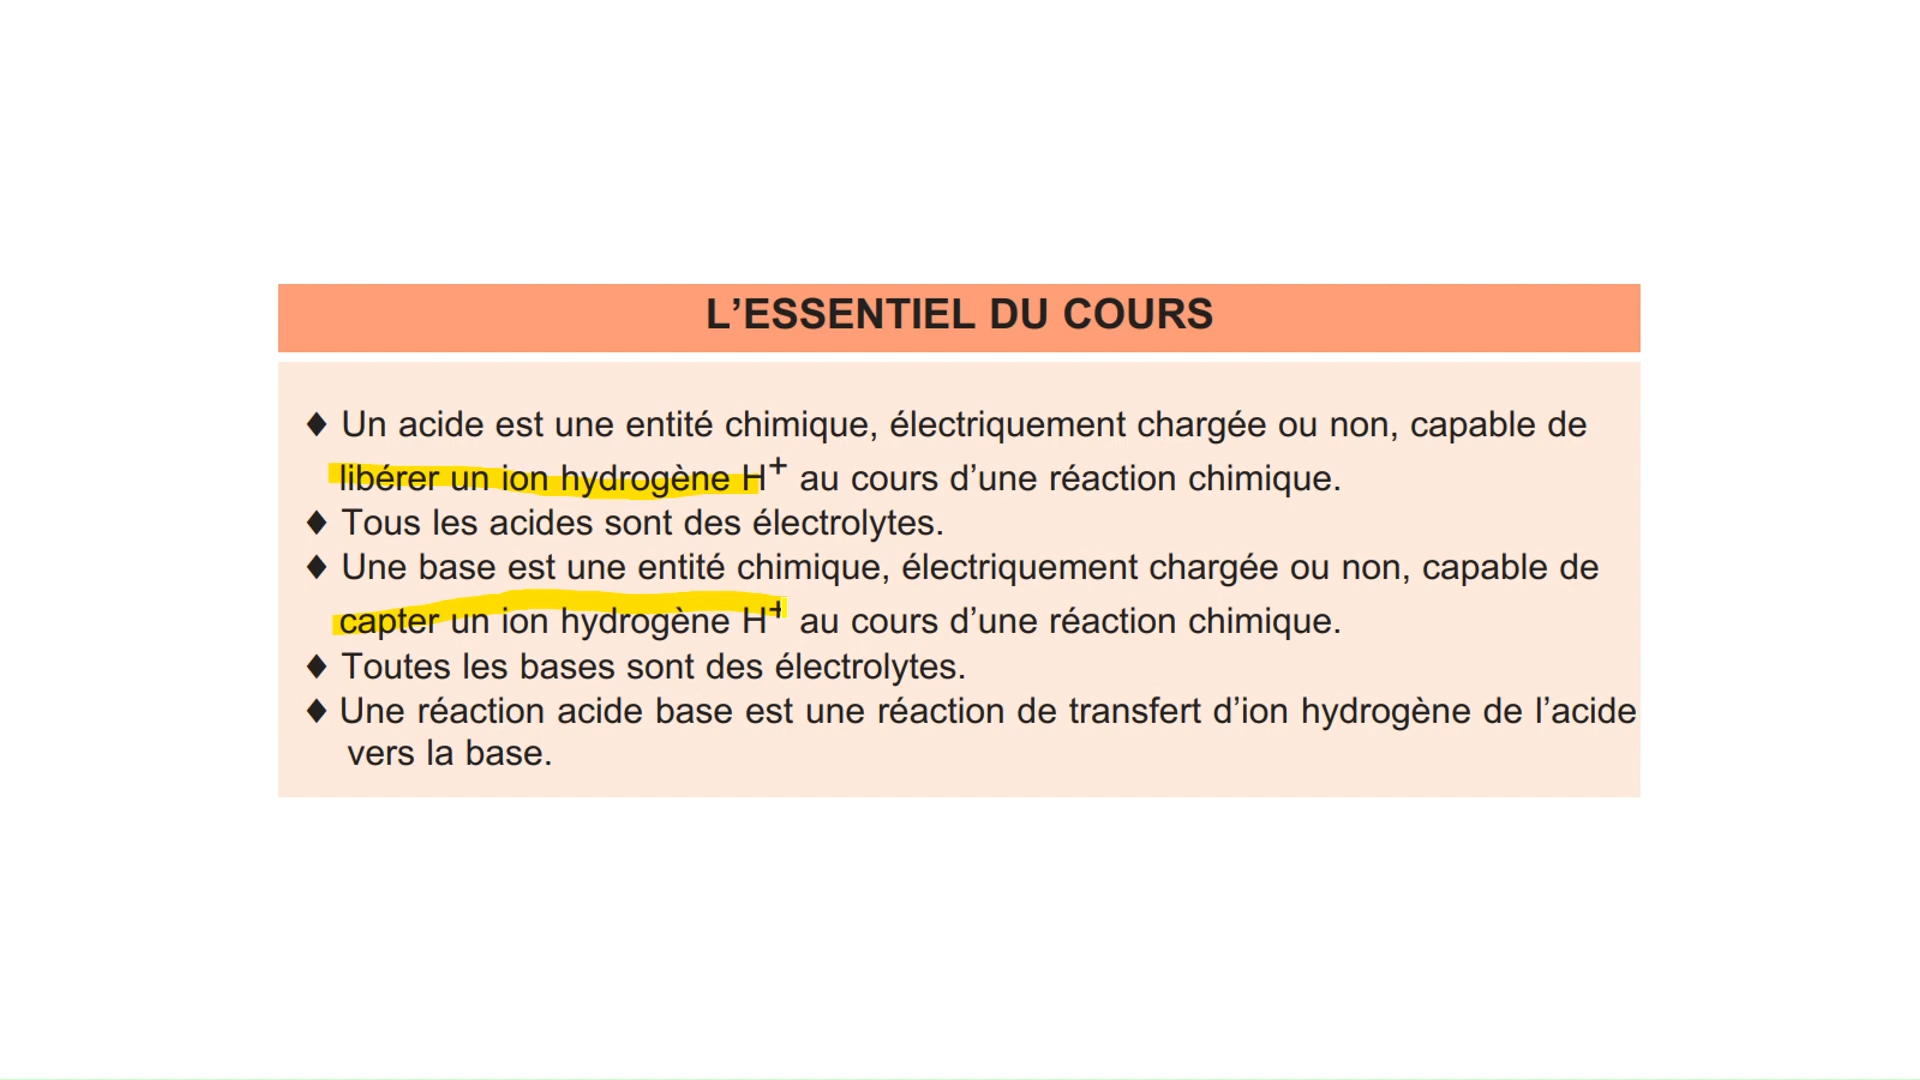 L’ESSENTIEL DU COURS
♦ Un acide est une entité chimique, électriquement chargée ou non, capable de
libérer un ion hydrogène H⁺ au cours d’une réaction chimique.
♦ Tous les acides sont des électrolytes.
♦ Une base est une entité chimique, électriquement chargée ou non, capable de
capter un ion hydrogène H⁺ au cours d’une réaction chimique.
♦ Toutes les bases sont des électrolytes.
♦ Une réaction acide base est une réaction de transfert d’ion hydrogène de l’acide
vers la base.